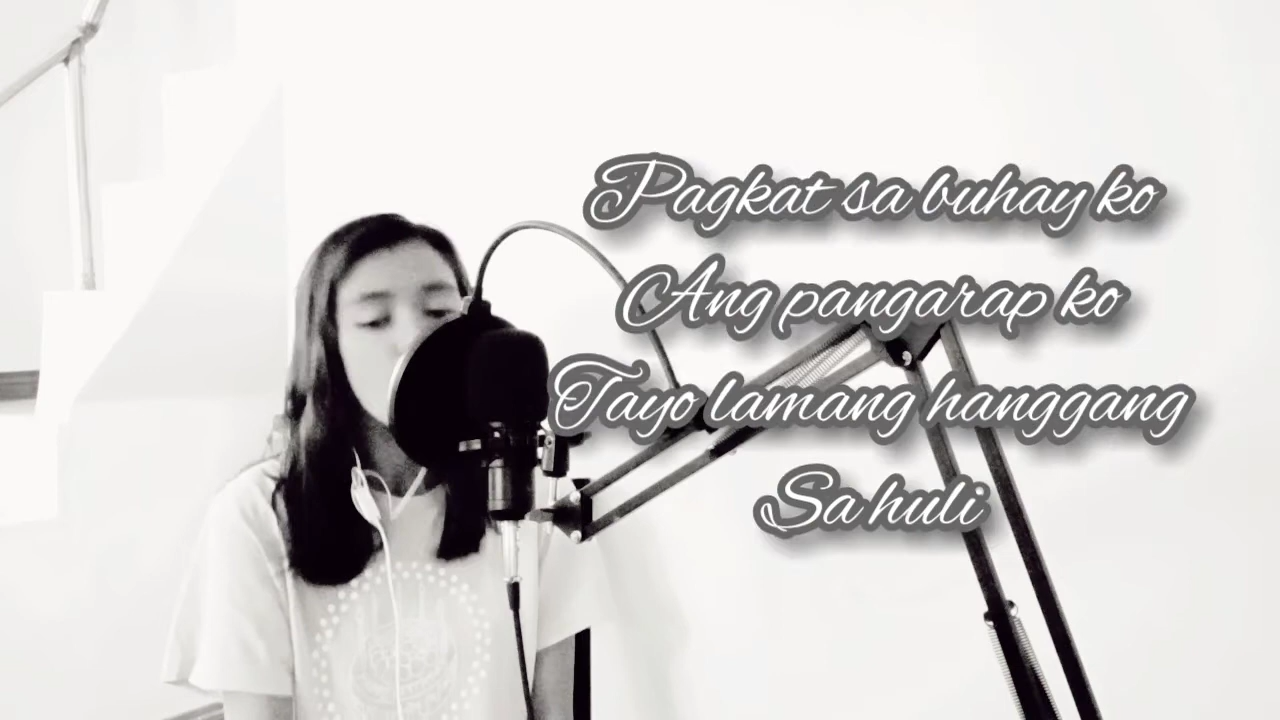 Pagkat sa buhay ko
Ang pangarap ko
Tayo lamang hanggang
Sa huli